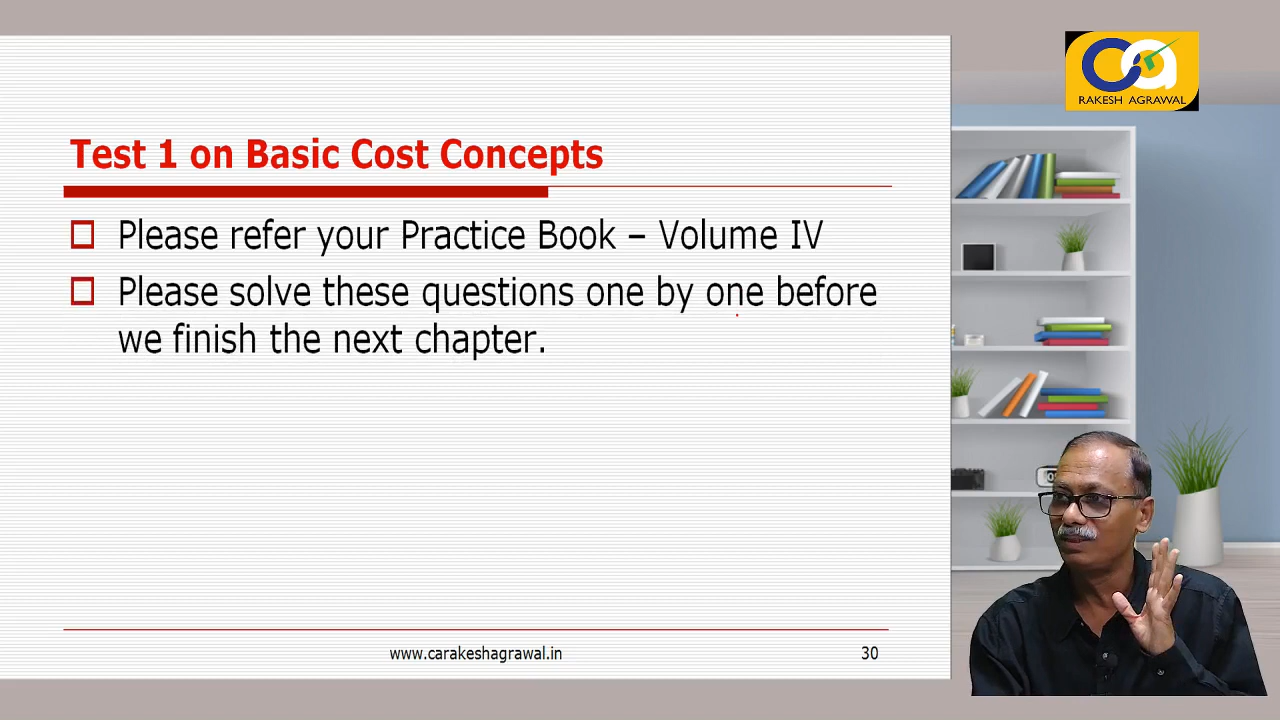 RAKESH AGRAWAL
Test 1 on Basic Cost Concepts
Please refer your Practice Book – Volume IV
Please solve these questions one by one before
we finish the next chapter.
www.carakeshagrawal.in 30